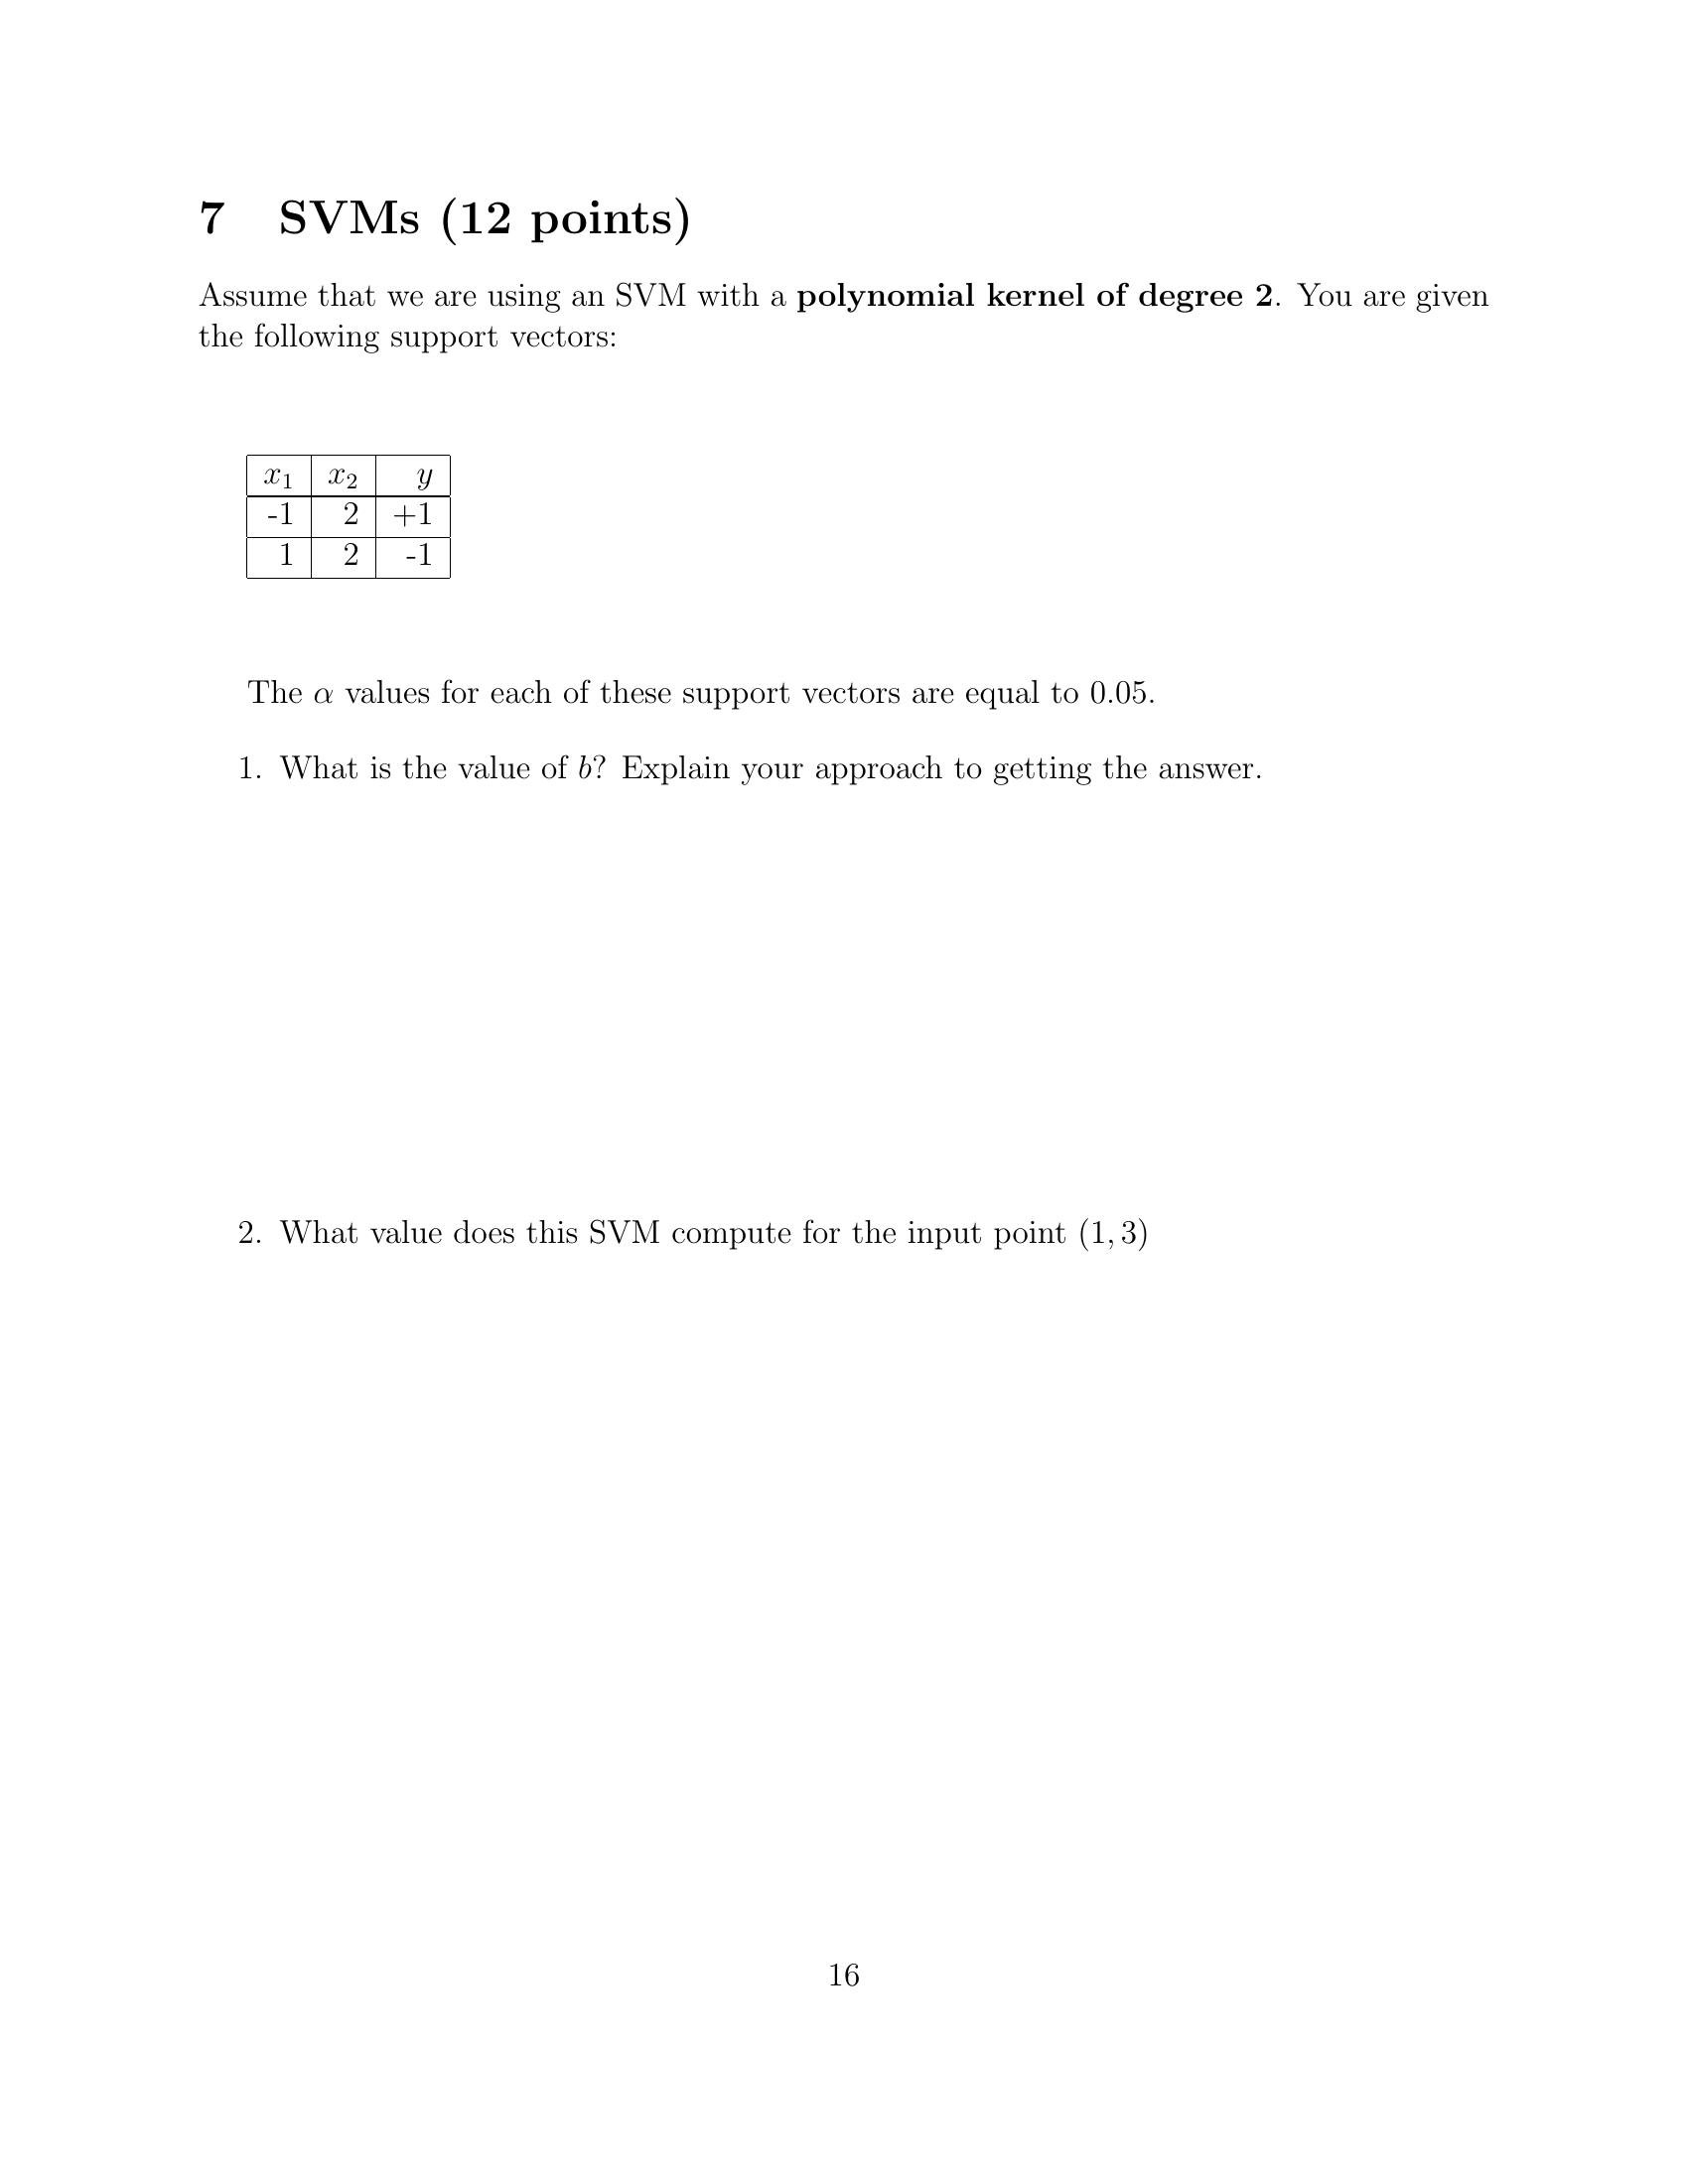 7 SVMs (12 points)
Assume that we are using an SVM with a polynomial kernel of degree 2. You are given
the following support vectors:
x₁ x₂ y
-1 2 +1
1 2 -1
The α values for each of these support vectors are equal to 0.05.
1. What is the value of b? Explain your approach to getting the answer.
2. What value does this SVM compute for the input point (1, 3)
16